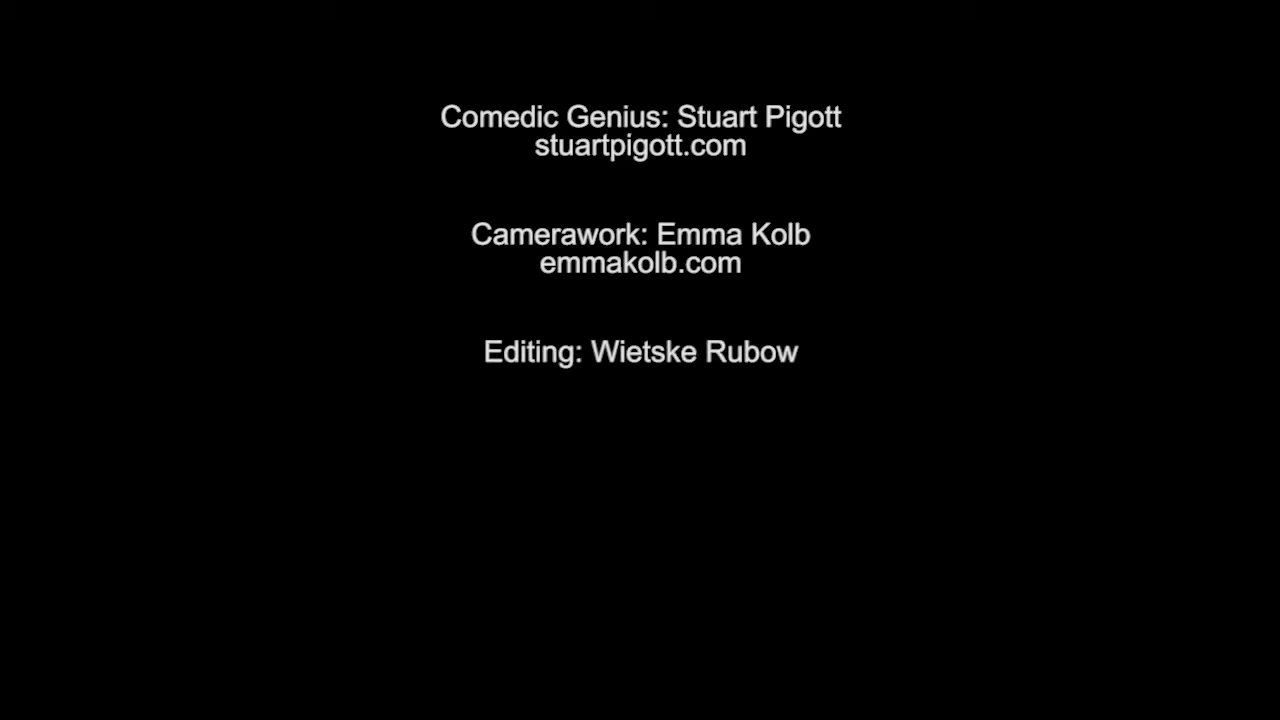 Comedic Genius: Stuart Pigott
stuartpigott.com
Camerawork: Emma Kolb
emmakolb.com
Editing: Wietske Rubow